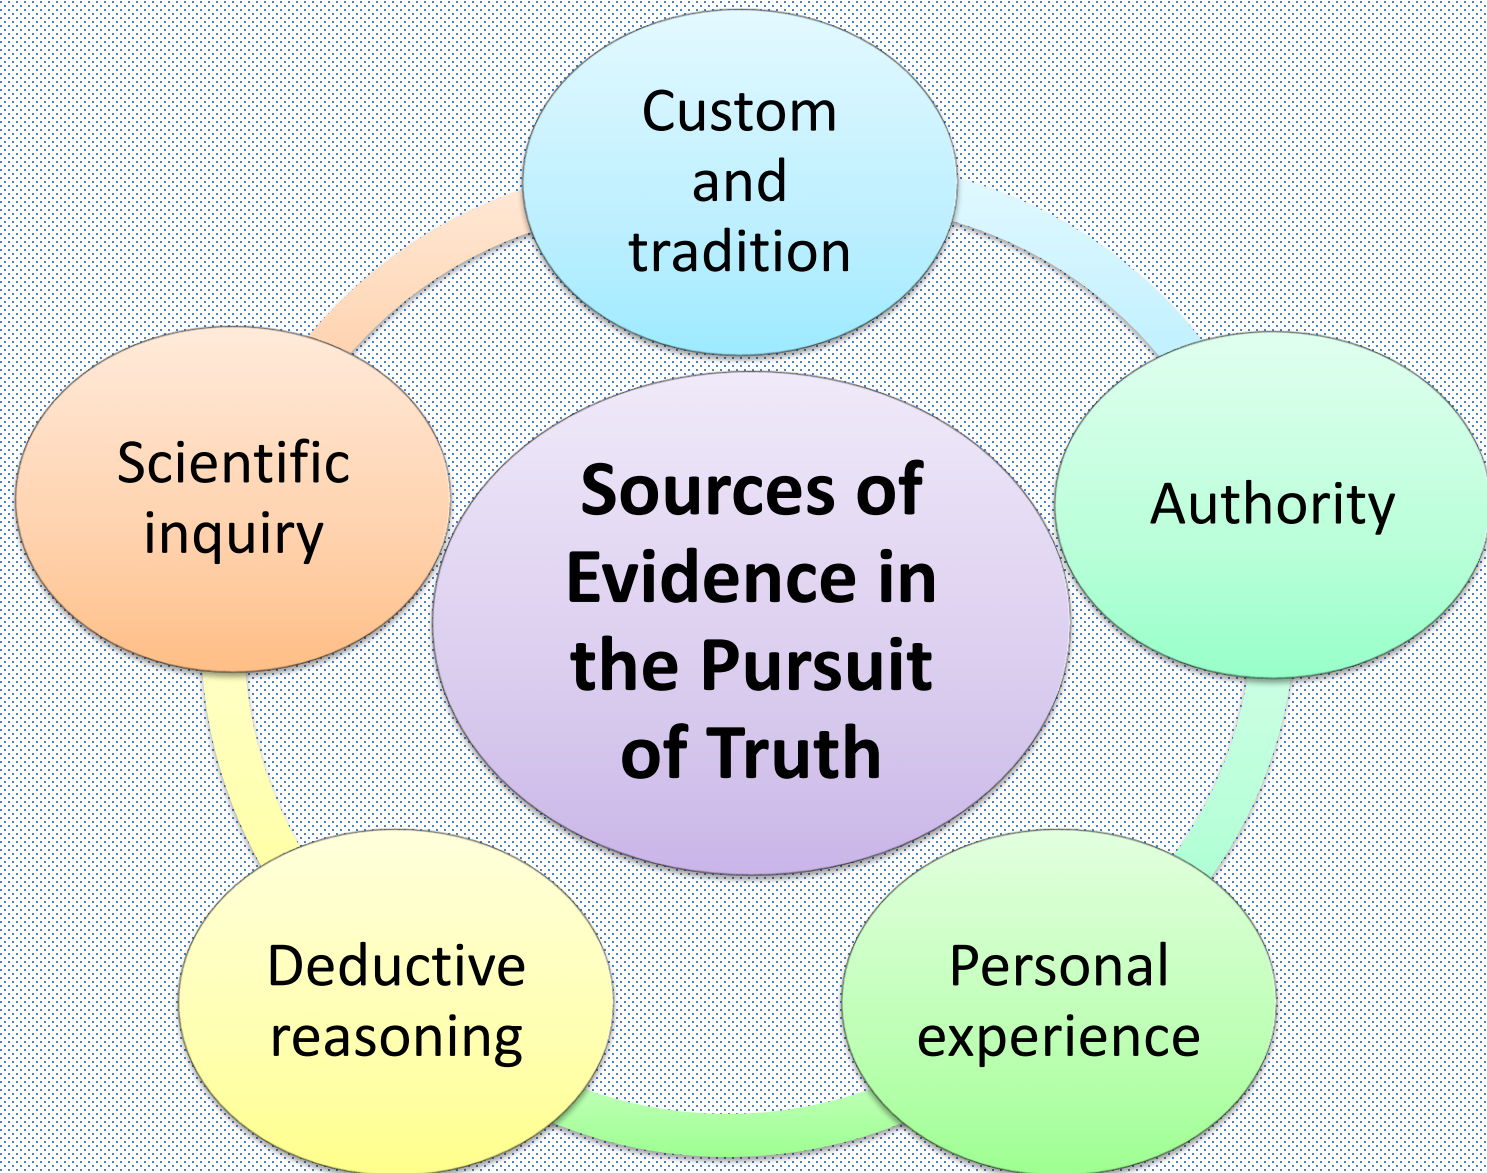 Custom
and
tradition
Scientific
inquiry
Authority
Sources of
Evidence in
the Pursuit
of Truth
Deductive
reasoning
Personal
experience